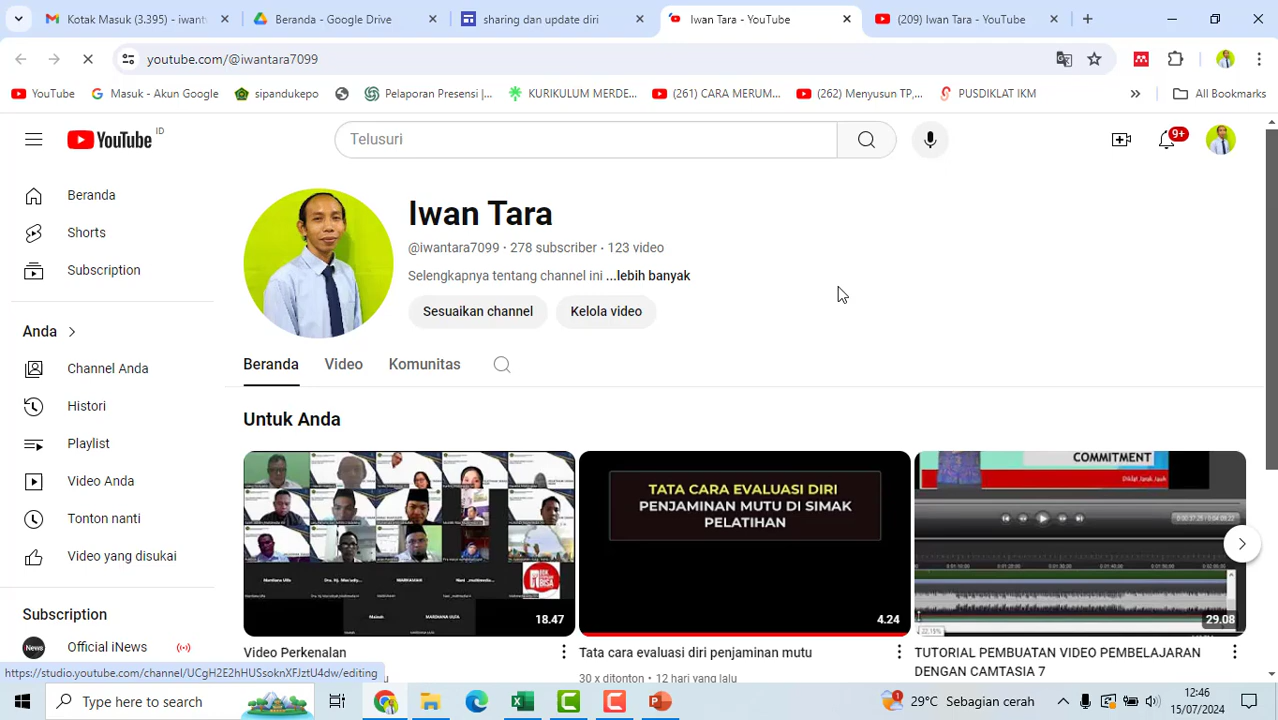 Kotak Masuk (3.395) - iwantara
Beranda - Google Drive
sharing dan update diri
Iwan Tara - YouTube
(209) Iwan Tara - YouTube
youtube.com/@iwantara7099
YouTube
Masuk - Akun Google
sipandukepo
Pelaporan Presensi |...
KURIKULUM MERDE...
(261) CARA MERUM...
(262) Menyusun TP,...
PUSDIKLAT IKM
All Bookmarks
YouTube ID
Telusuri
9+
Beranda
Shorts
Subscription
Anda
Channel Anda
Histori
Playlist
Video Anda
Tonton nanti
Video yang disukai
Subscription
Official iNews
Iwan Tara
@iwantara7099 · 278 subscriber · 123 video
Selengkapnya tentang channel ini ...lebih banyak
Sesuaikan channel
Kelola video
Beranda
Video
Komunitas
Untuk Anda
18.47
Video Perkenalan
TATA CARA EVALUASI DIRI
PENJAMINAN MUTU DI SIMAK
PELATIHAN
4.24
Tata cara evaluasi diri penjaminan mutu
30 x ditonton · 12 hari yang lalu
COMMITMENT
29.08
TUTORIAL PEMBUATAN VIDEO PEMBELAJARAN
DENGAN CAMTASIA 7
https://studio.youtube.com/channel/UCgH2E2hHUSsoknXFJztU4dw/editing
Type here to search
1
29°C Sebagian cerah
12:46
15/07/2024